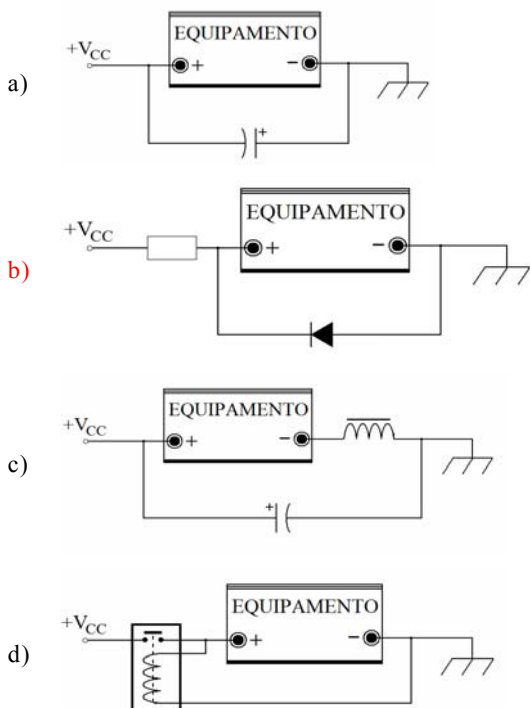 EQUIPAMENTO
+VCC
+ −
a)
+
EQUIPAMENTO
+VCC
+ −
b)
EQUIPAMENTO
+VCC
+ −
c)
+
EQUIPAMENTO
+VCC
+ −
d)